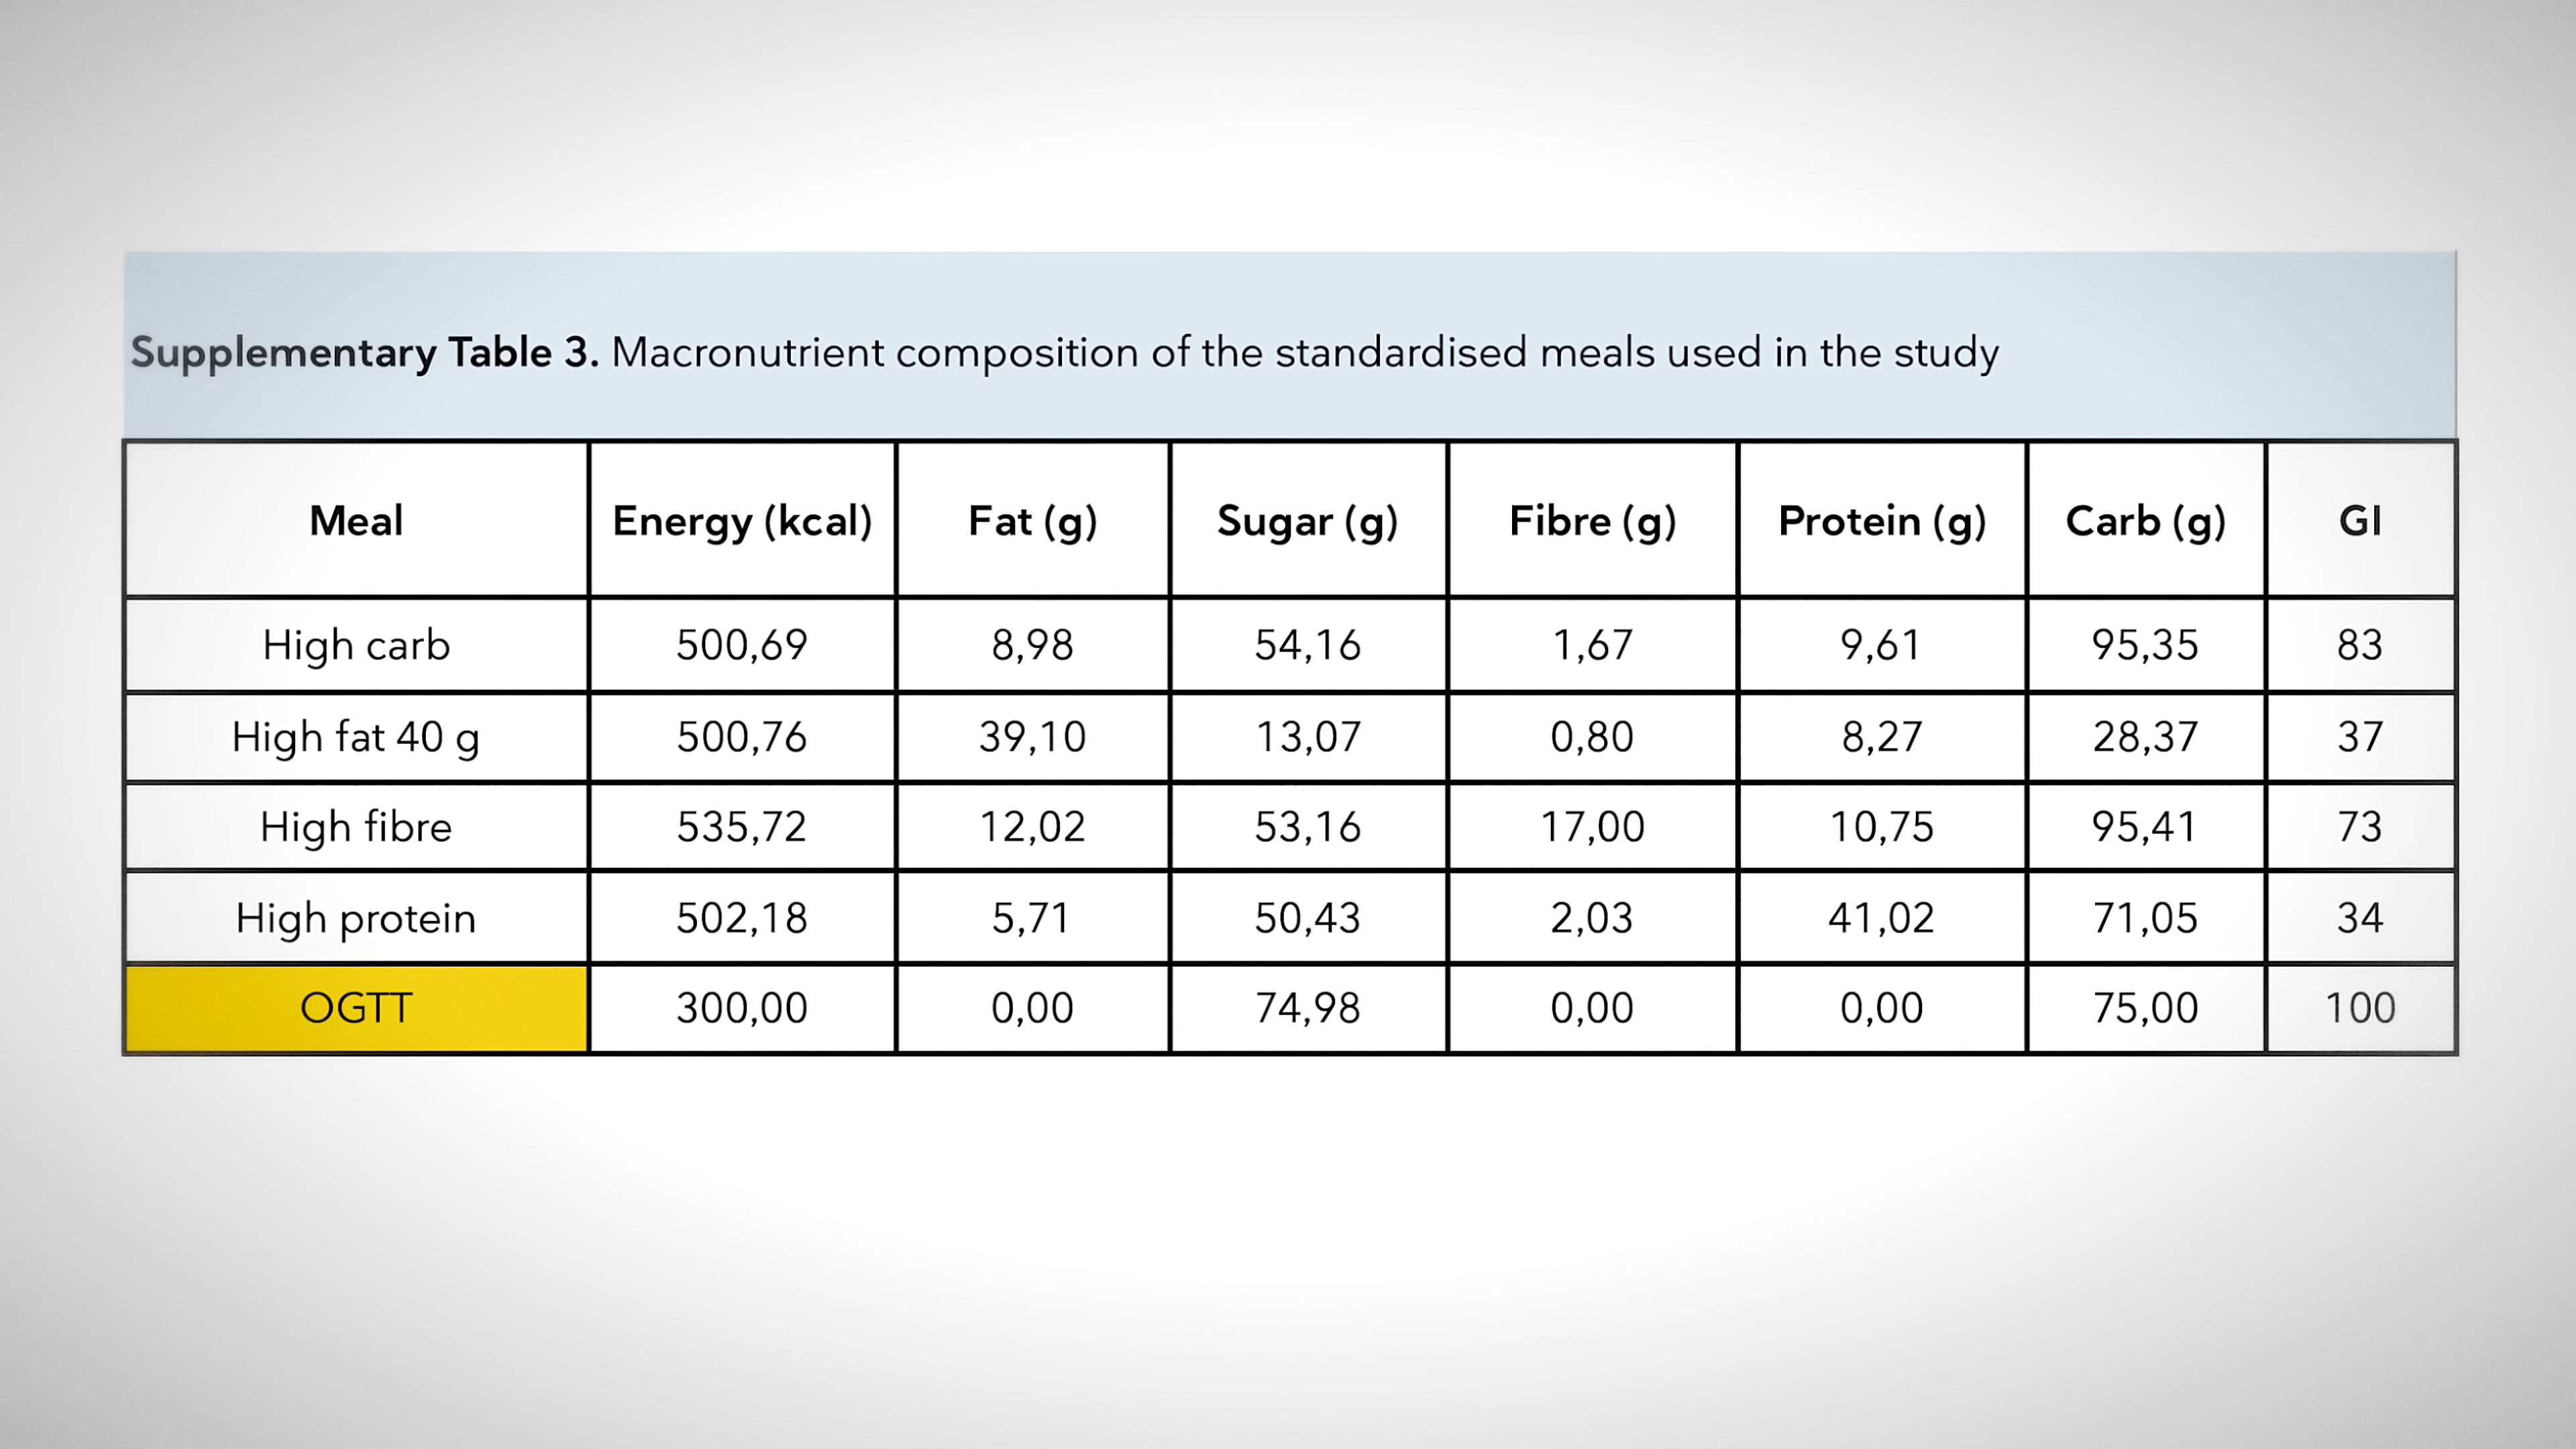 Supplementary Table 3. Macronutrient composition of the standardised meals used in the study
Meal Energy (kcal) Fat (g) Sugar (g) Fibre (g) Protein (g) Carb (g) GI
High carb 500,69 8,98 54,16 1,67 9,61 95,35 83
High fat 40 g 500,76 39,10 13,07 0,80 8,27 28,37 37
High fibre 535,72 12,02 53,16 17,00 10,75 95,41 73
High protein 502,18 5,71 50,43 2,03 41,02 71,05 34
OGTT 300,00 0,00 74,98 0,00 0,00 75,00 100